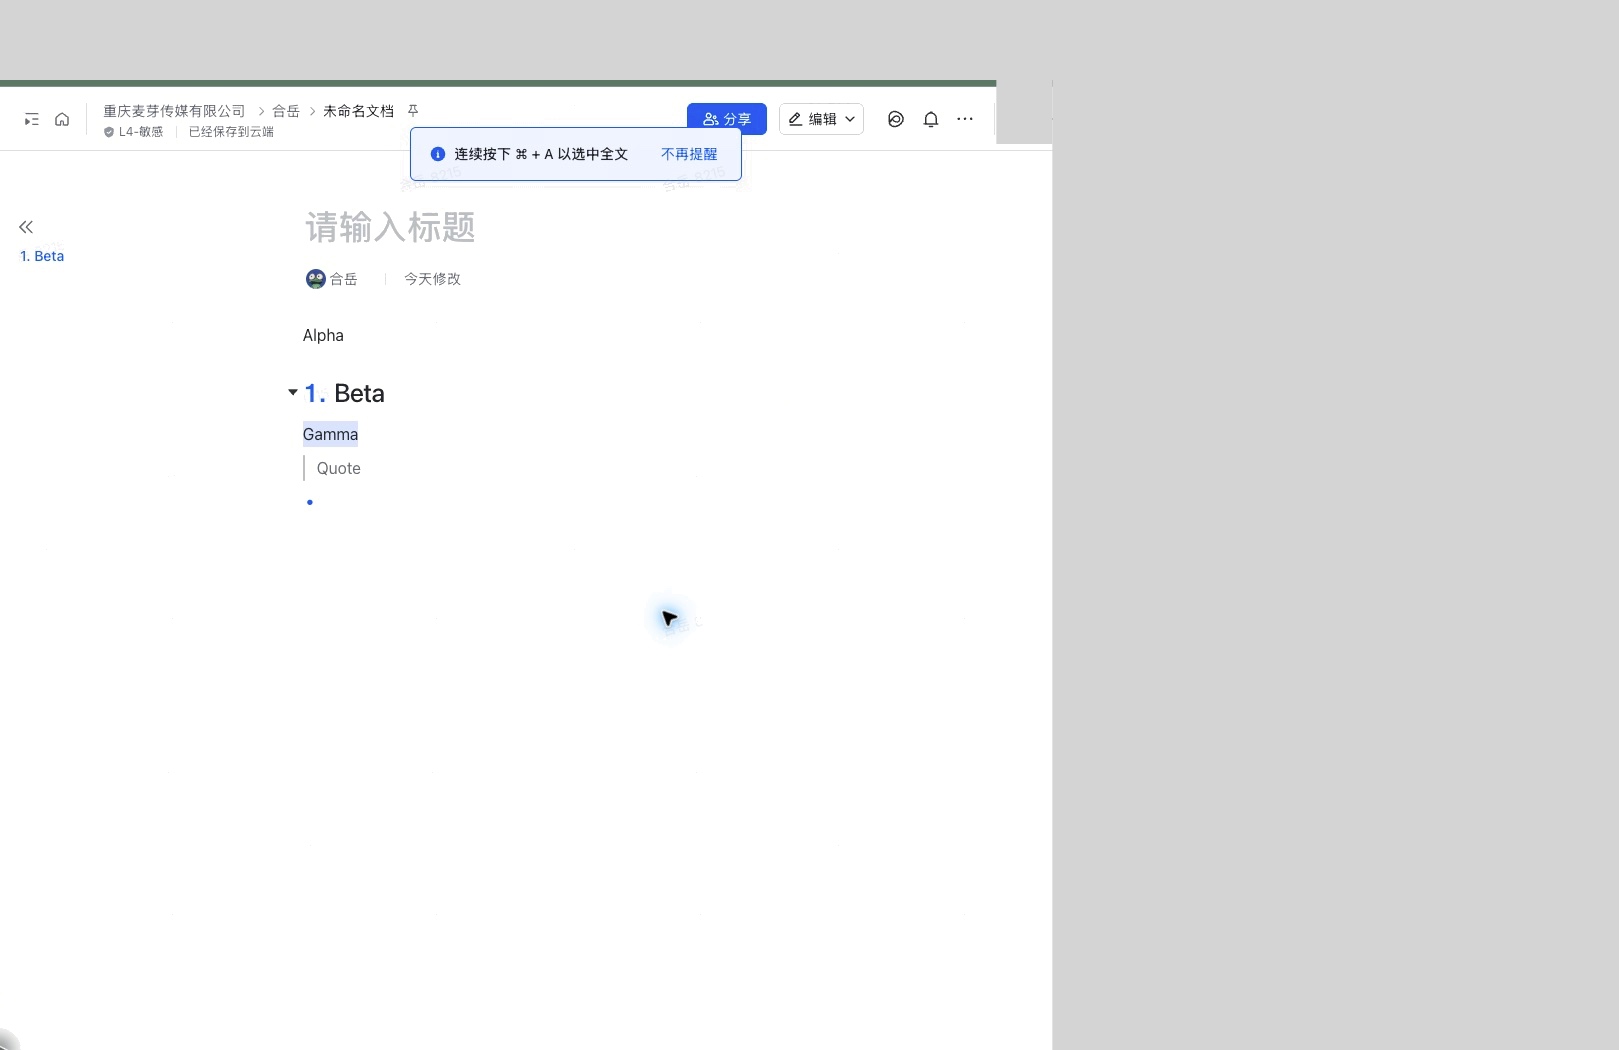 重庆麦芽传媒有限公司 > 合岳 > 未命名文档
L4-敏感 | 已经保存到云端
分享
编辑
连续按下 ⌘ + A 以选中全文 不再提醒
请输入标题
1. Beta
合岳 | 今天修改
Alpha
1. Beta
Gamma
Quote
•